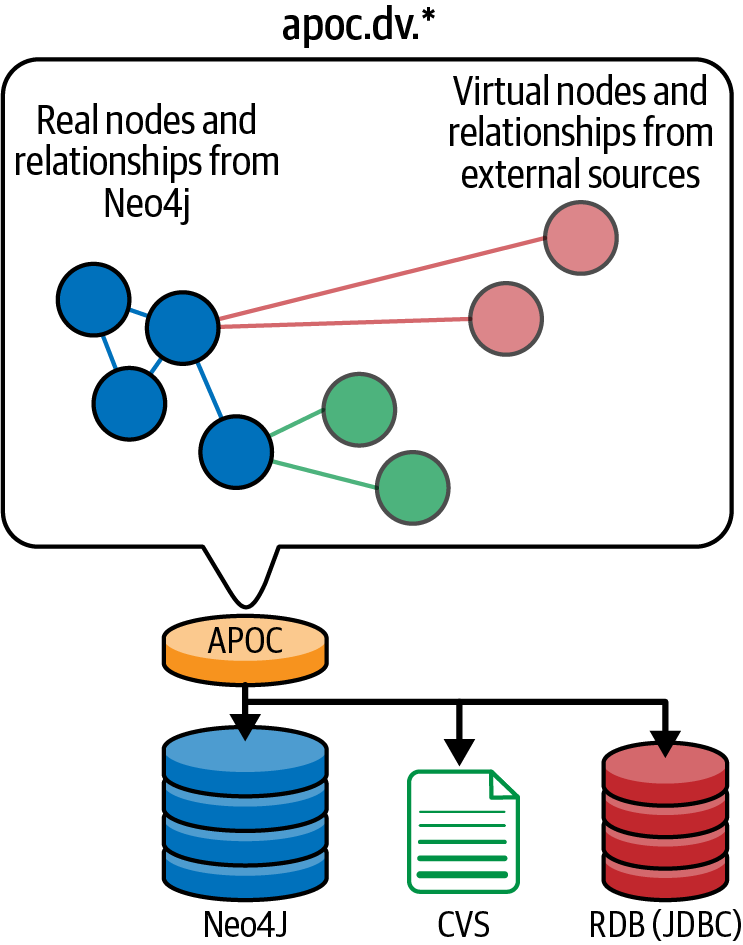 apoc.dv.*
Real nodes and
relationships from
Neo4j
Virtual nodes and
relationships from
external sources
APOC
Neo4J
CVS
RDB (JDBC)